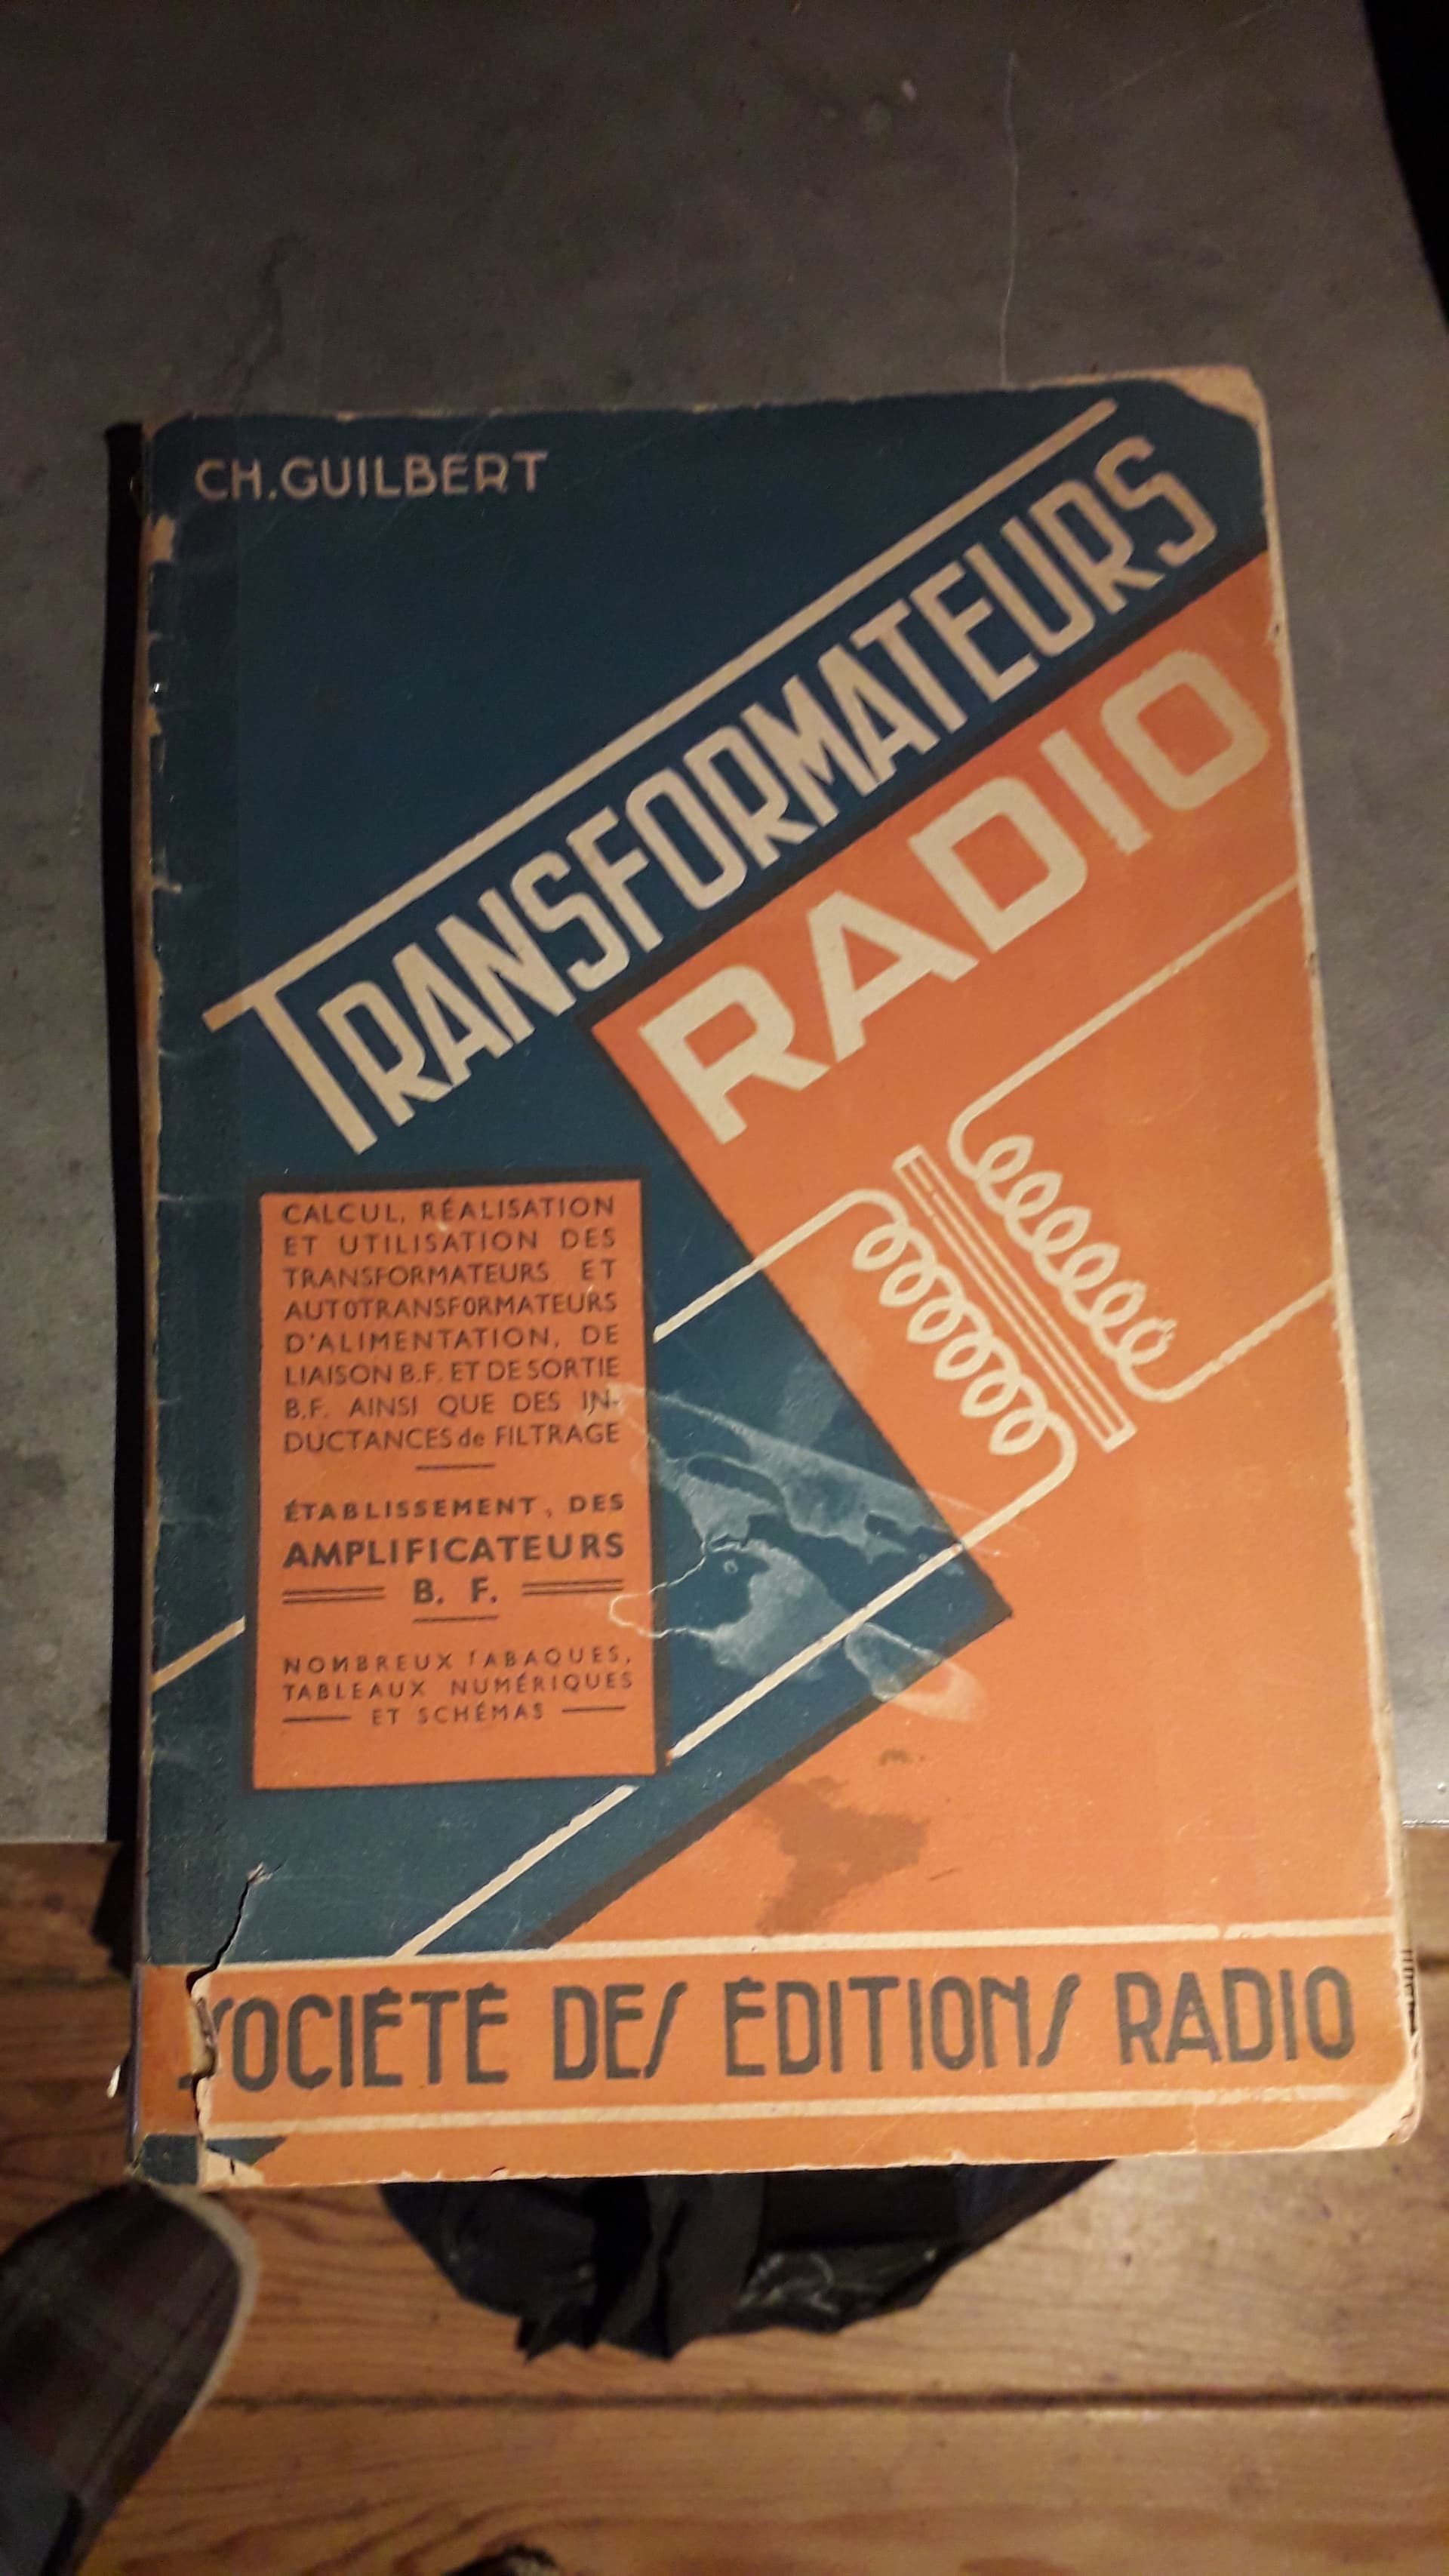 CH. GUILBERT
TRANSFORMATEURS
RADIO
CALCUL, RÉALISATION
ET UTILISATION DES
TRANSFORMATEURS ET
AUTOTRANSFORMATEURS
D'ALIMENTATION, DE
LIAISON B.F. ET DE SORTIE
B.F. AINSI QUE DES IN-
DUCTANCES de FILTRAGE
ÉTABLISSEMENT, DES
AMPLIFICATEURS
B. F.
NOMBREUX ABAQUES,
TABLEAUX NUMÉRIQUES
ET SCHÉMAS
SOCIÉTÉ DES ÉDITIONS RADIO